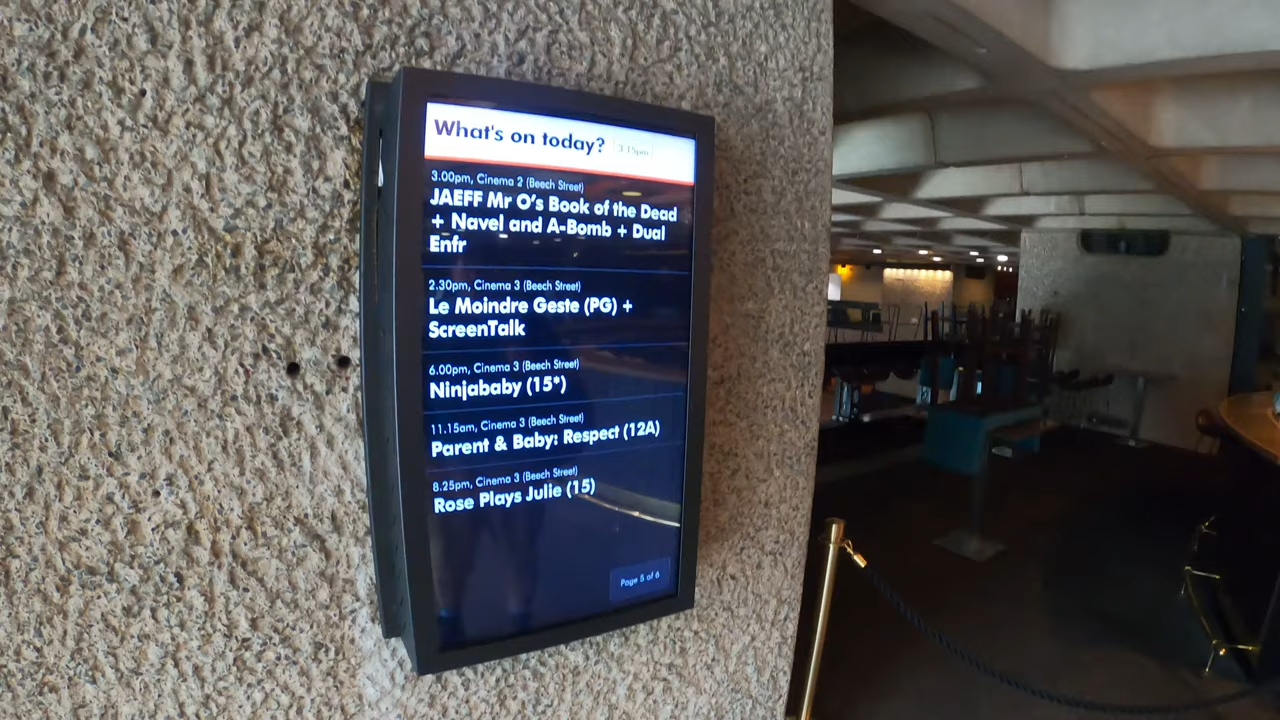 What's on today? 3.15pm
3.00pm, Cinema 2 (Beech Street)
JAEFF Mr O's Book of the Dead
+ Navel and A-Bomb + Dual
Enfr
2.30pm, Cinema 3 (Beech Street)
Le Moindre Geste (PG) +
ScreenTalk
6.00pm, Cinema 3 (Beech Street)
Ninjababy (15*)
11.15am, Cinema 3 (Beech Street)
Parent & Baby: Respect (12A)
8.25pm, Cinema 3 (Beech Street)
Rose Plays Julie (15)
Page 5 of 6